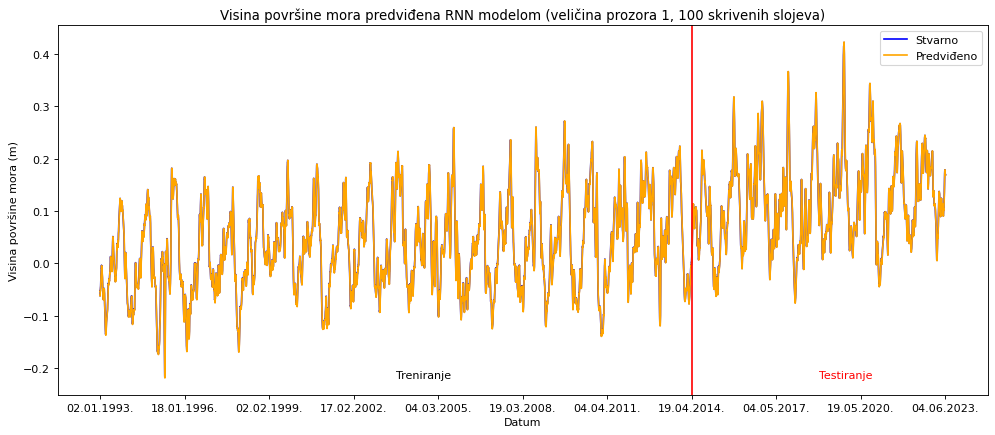 Visina površine mora predviđena RNN modelom (veličina prozora 1, 100 skrivenih slojeva)
Stvarno
Predviđeno
Visina površine mora (m)
0.4
0.3
0.2
0.1
0.0
−0.1
−0.2
Treniranje
Testiranje
02.01.1993.
18.01.1996.
02.02.1999.
17.02.2002.
04.03.2005.
19.03.2008.
04.04.2011.
19.04.2014.
04.05.2017.
19.05.2020.
04.06.2023.
Datum